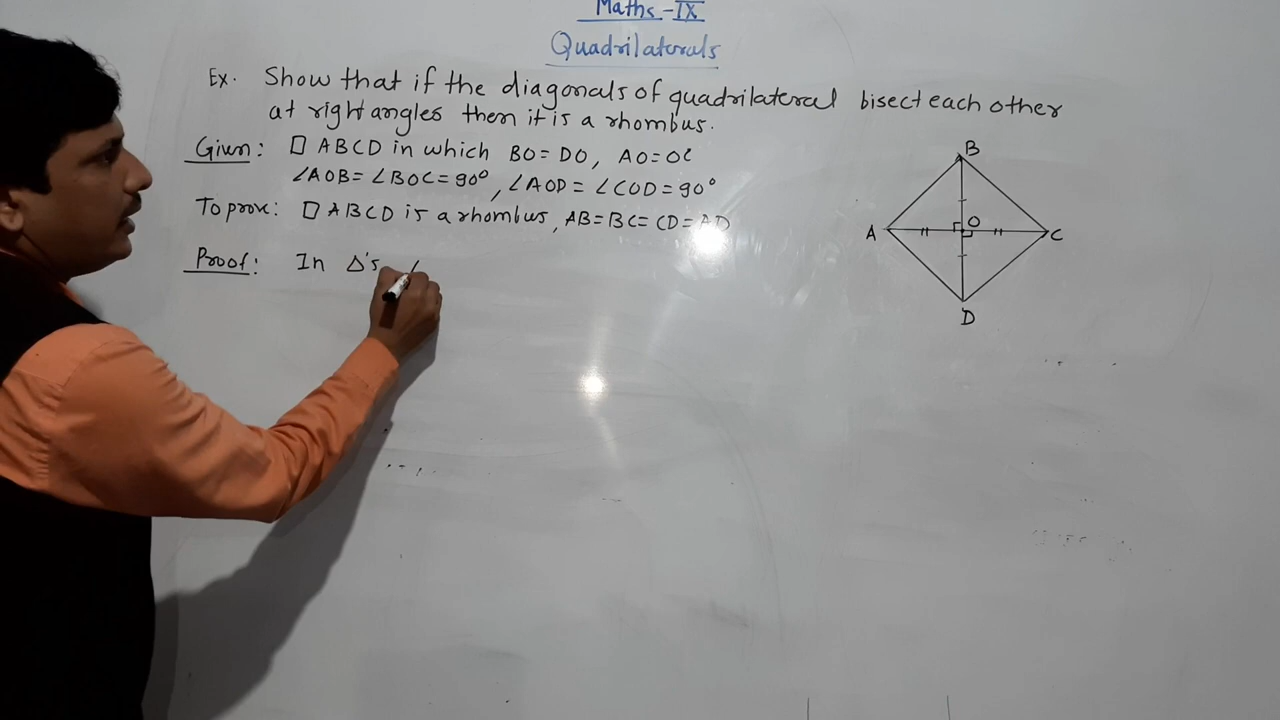 Maths-IX
Quadrilaterals
Ex. Show that if the diagonals of quadrilateral bisect each other
at right angles then it is a rhombus.
Given: □ ABCD in which BO=DO, AO=OC
∠AOB=∠BOC=90°, ∠AOD=∠COD=90°
To prove: □ ABCD is a rhombus, AB=BC=CD=AD
Proof: In Δ's
B
A
O
C
D